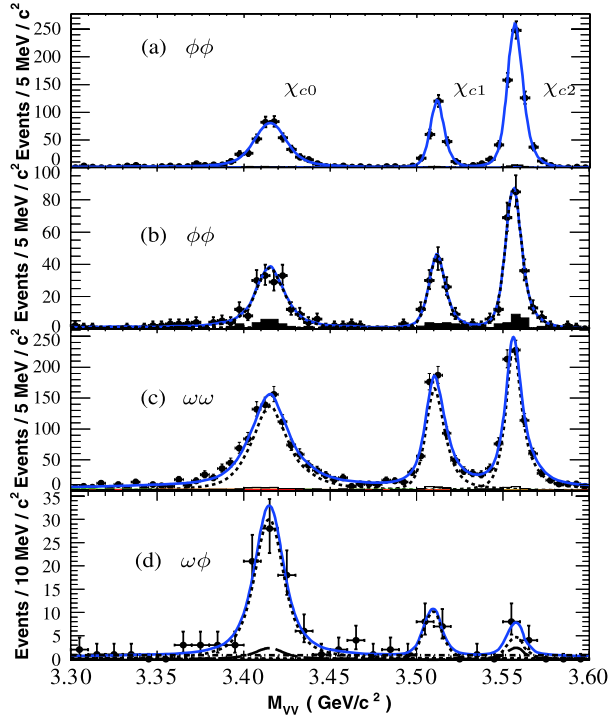 Events / 5 MeV / c²
250
200
150
100
50
0
(a) ϕϕ
χc0
χc1
χc2
Events / 5 MeV / c²
100
80
60
40
20
0
(b) ϕϕ
Events / 5 MeV / c²
250
200
150
100
50
0
(c) ωω
Events / 10 MeV / c²
35
30
25
20
15
10
5
0
(d) ωϕ
3.30 3.40 3.45 3.50 3.55 3.60
M_VV ( GeV/c² )